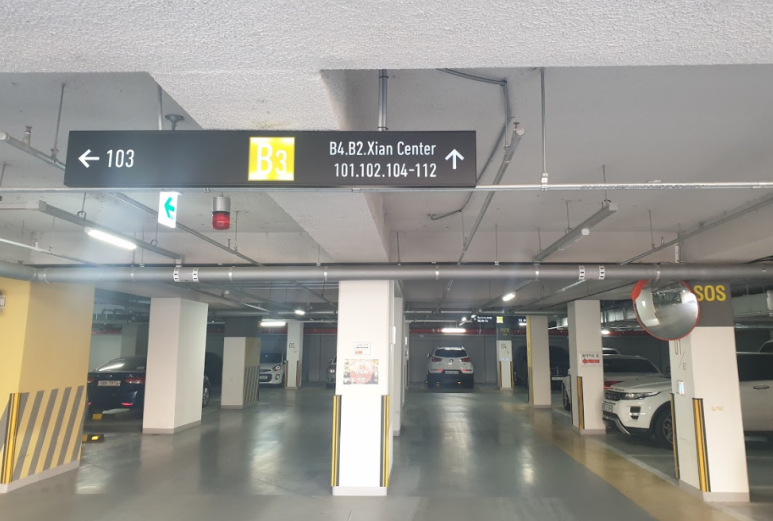 ← 103
B3
B4.B2.Xian Center
101.102.104-112 ↑
SOS